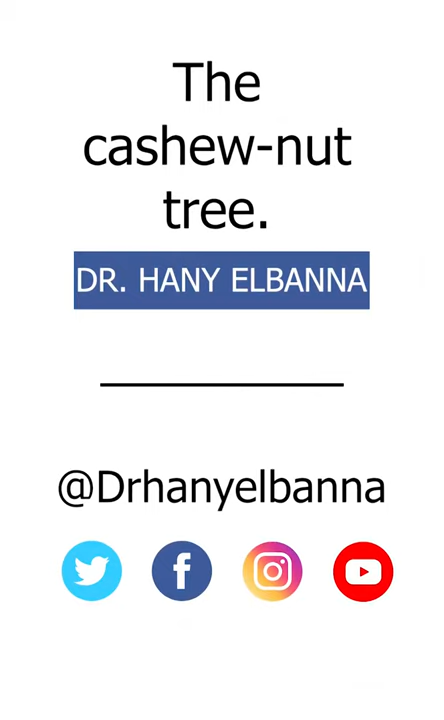 The
cashew-nut
tree.
DR. HANY ELBANNA
@Drhanyelbanna